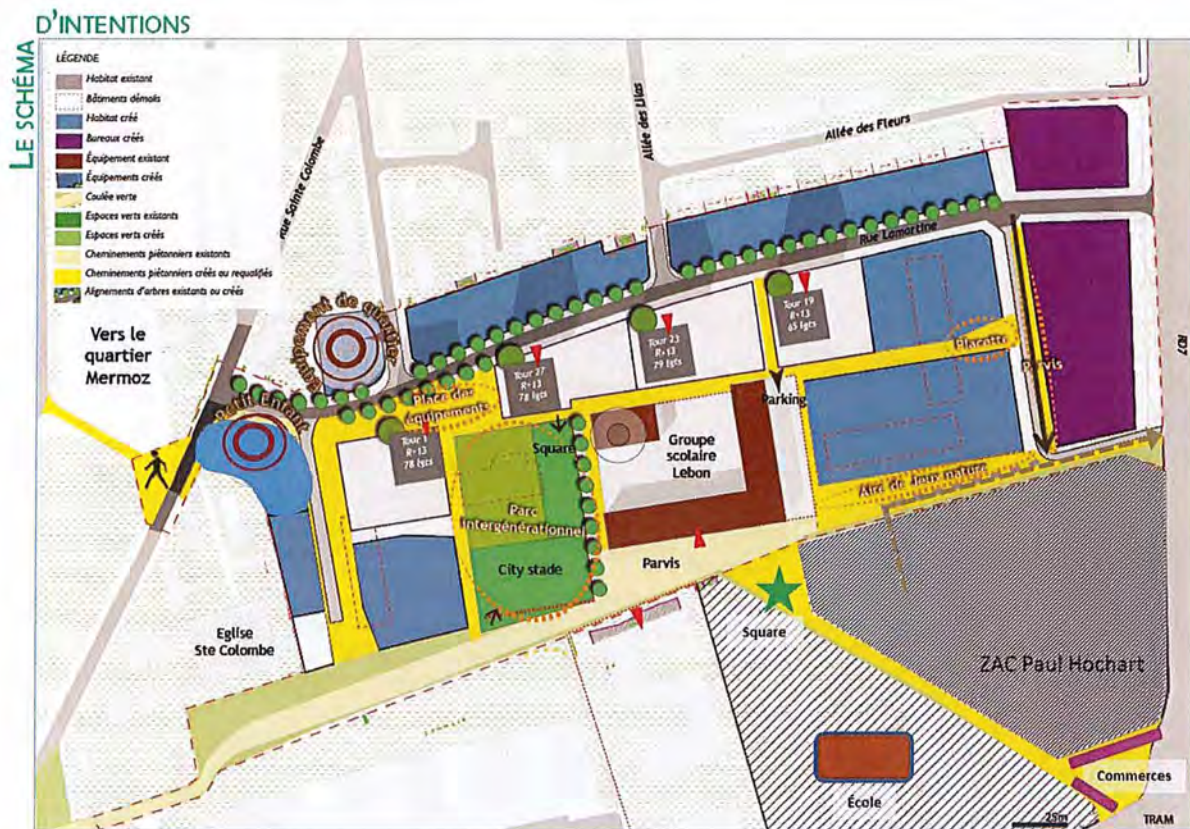 LE SCHÉMA
D'INTENTIONS
LÉGENDE
Habitat existant
Bâtiments démolis
Habitat créé
Bureaux créés
Équipement existant
Équipements créés
Coulée verte
Espaces verts existants
Espaces verts créés
Cheminements piétonniers existants
Cheminements piétonniers créés ou requalifiés
Alignements d'arbres existants ou créés
Rue Sainte Colombe
Allée des Lilas
Allée des Fleurs
Rue Lamartine
Vers le
quartier
Mermoz
Equipement de
Petit Enfant
Place des
équipements
Tour 1
R+13
78 lgts
Tour 27
R+13
78 lgts
Tour 23
R+13
79 lgts
Tour 19
R+13
65 lgts
Placette
Parvis
RD7
Parking
Square
Groupe
scolaire
Lebon
Parc
intergénérationnel
City stade
Parvis
Aire de jeux nature
Eglise
Ste Colombe
Square
ZAC Paul Hochart
École
Commerces
25m
TRAM